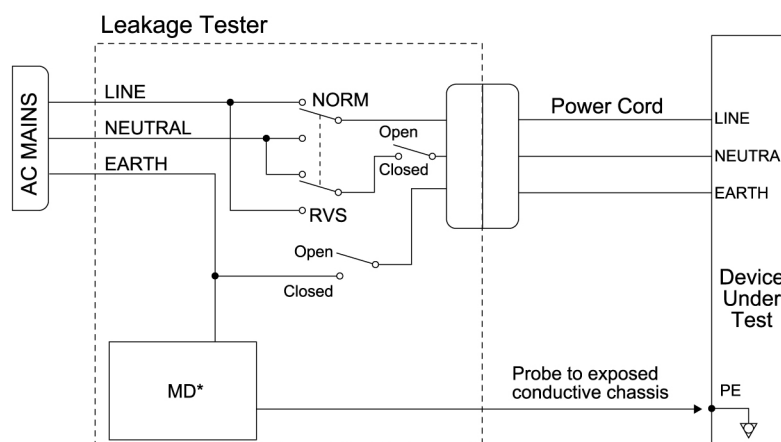 Leakage Tester
AC MAINS
LINE
NEUTRAL
EARTH
NORM
RVS
Open
Closed
Open
Closed
MD*
Power Cord
LINE
NEUTRA
EARTH
Device
Under
Test
Probe to exposed
conductive chassis
PE